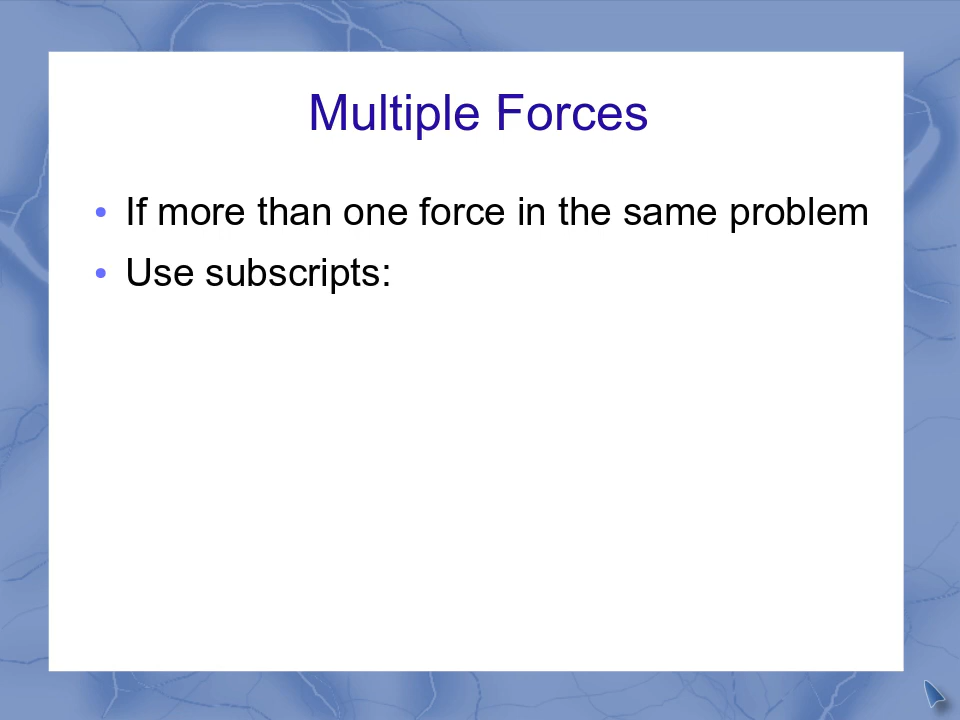 Multiple Forces
• If more than one force in the same problem
• Use subscripts: